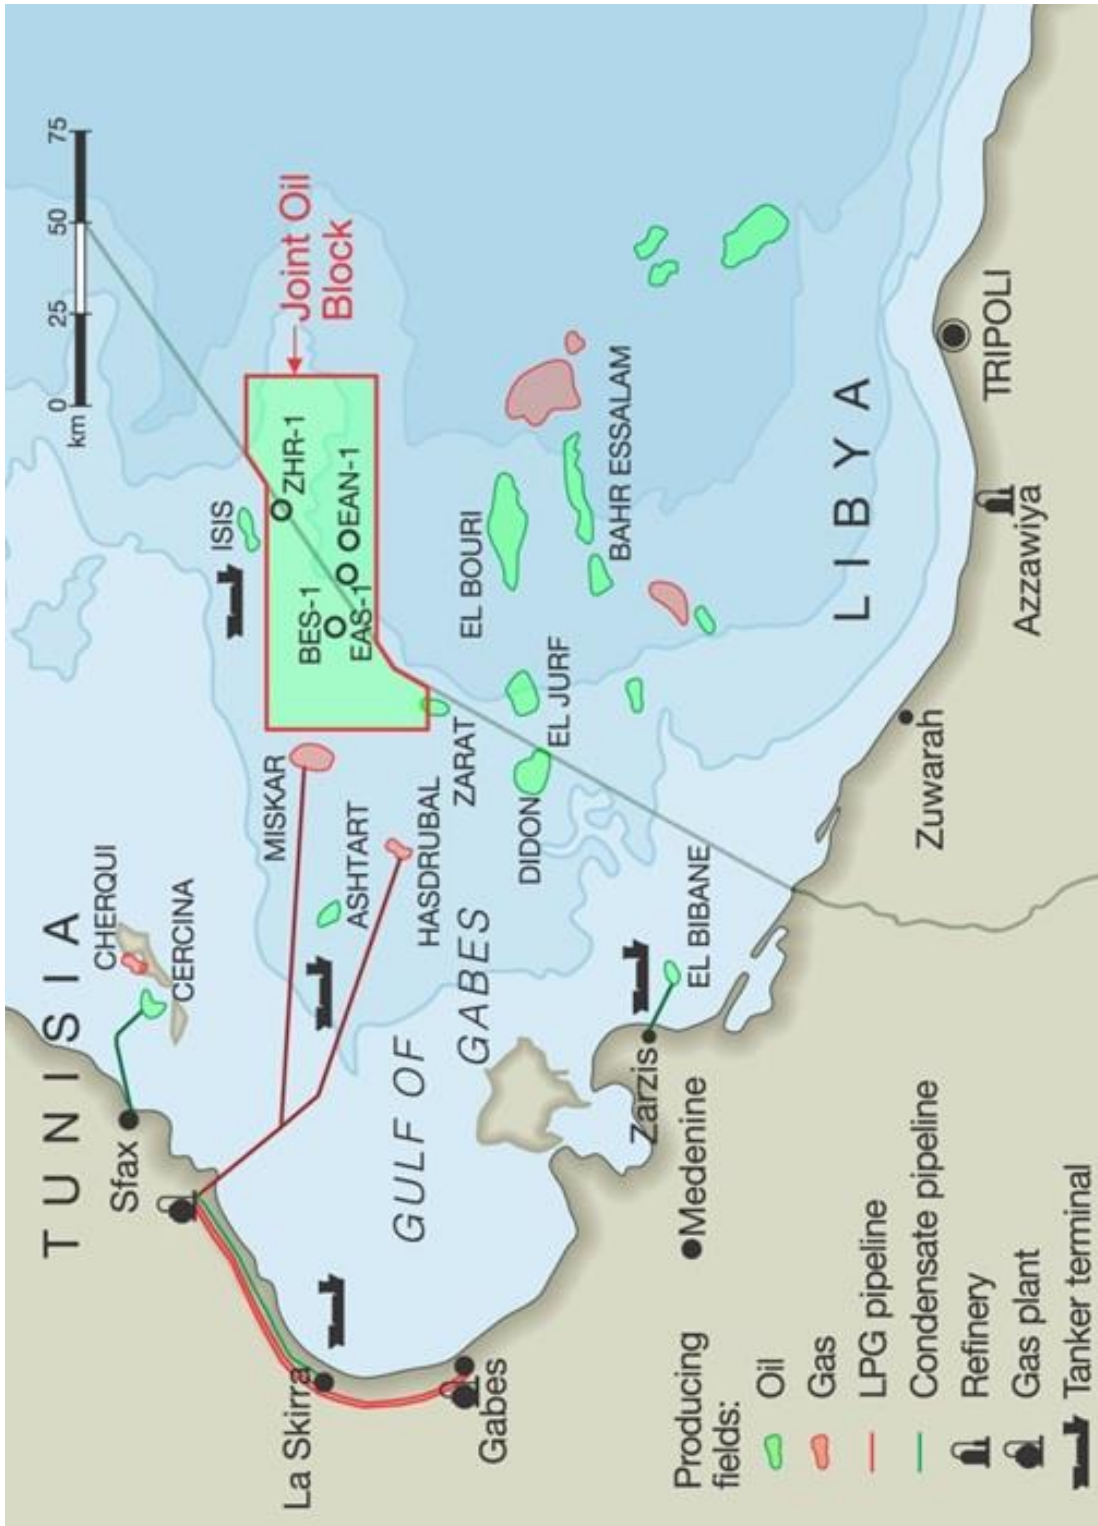 TUNISIA
LIBYA
GULF OF
GABES
0 25 50 75
km
Joint Oil
Block
CHERQUI
CERCINA
Sfax
La Skirra
Gabes
MISKAR
ASHTART
HASDRUBAL
ISIS
ZHR-1
EAN-1
BES-1
EAS-1
ZARAT
DIDON
EL JURF
EL BOURI
BAHR ESSALAM
EL BIBANE
Zarzis
Medenine
Zuwarah
Azzawiya
TRIPOLI
Producing
fields:
Oil
Gas
LPG pipeline
Condensate pipeline
Refinery
Gas plant
Tanker terminal